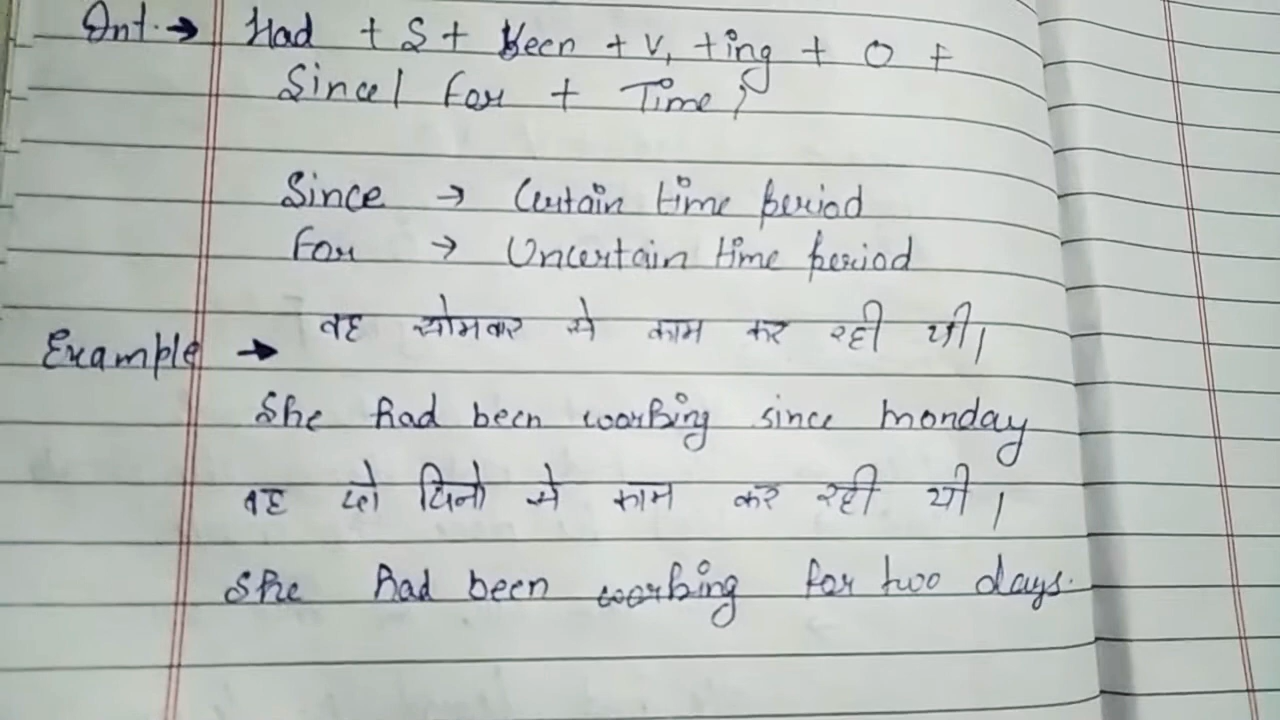 Int. → Had + S + been + V₁ + ing + O +
Since / for + Time ?
Since → Certain time period
For → Uncertain time period
वह सोमवार से काम कर रही थी।
Example →
She had been working since monday
वह दो दिनो से काम कर रही थी।
She had been working for two days.